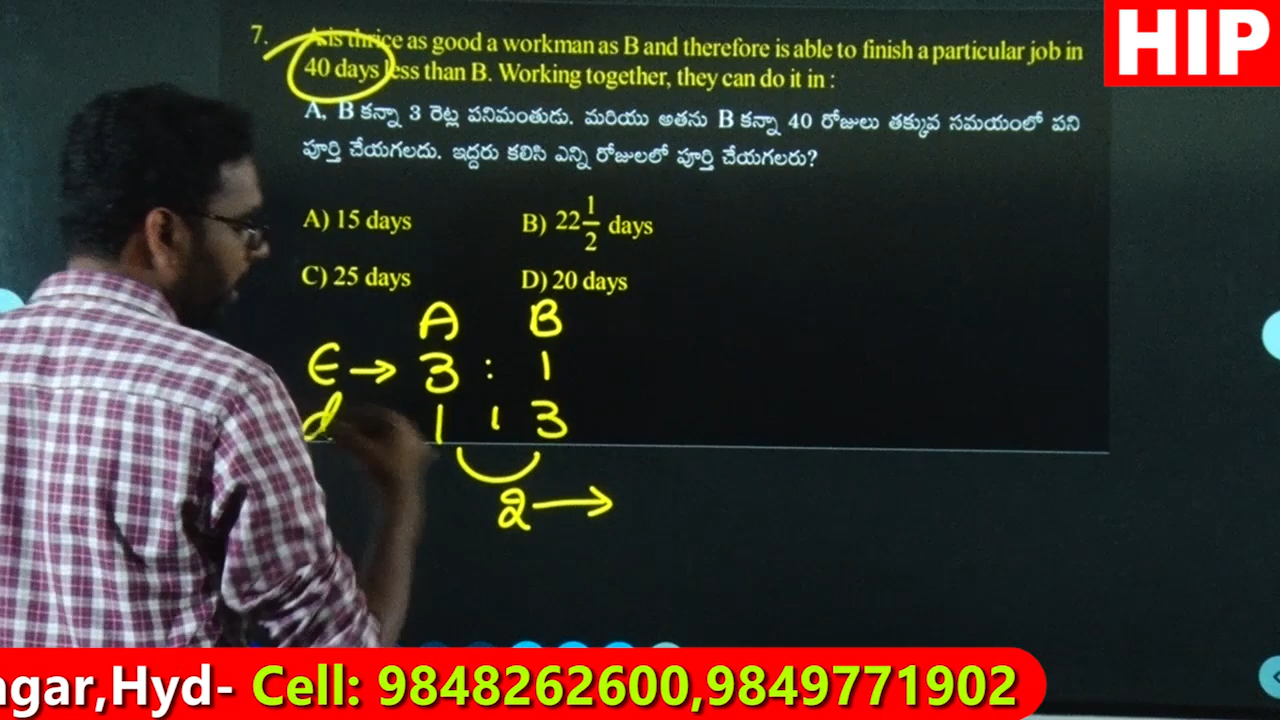 HIP
7. A is thrice as good a workman as B and therefore is able to finish a particular job in
40 days less than B. Working together, they can do it in :
A, B కన్నా 3 రెట్ల పనిమంతుడు. మరియు అతను B కన్నా 40 రోజులు తక్కువ సమయంలో పని
పూర్తి చేయగలదు. ఇద్దరు కలిసి ఎన్ని రోజులలో పూర్తి చేయగలరు?
A) 15 days B) 22 1/2 days
C) 25 days D) 20 days
A B
E → 3 : 1
d 1 : 3
2 →
agar,Hyd- Cell: 9848262600,9849771902